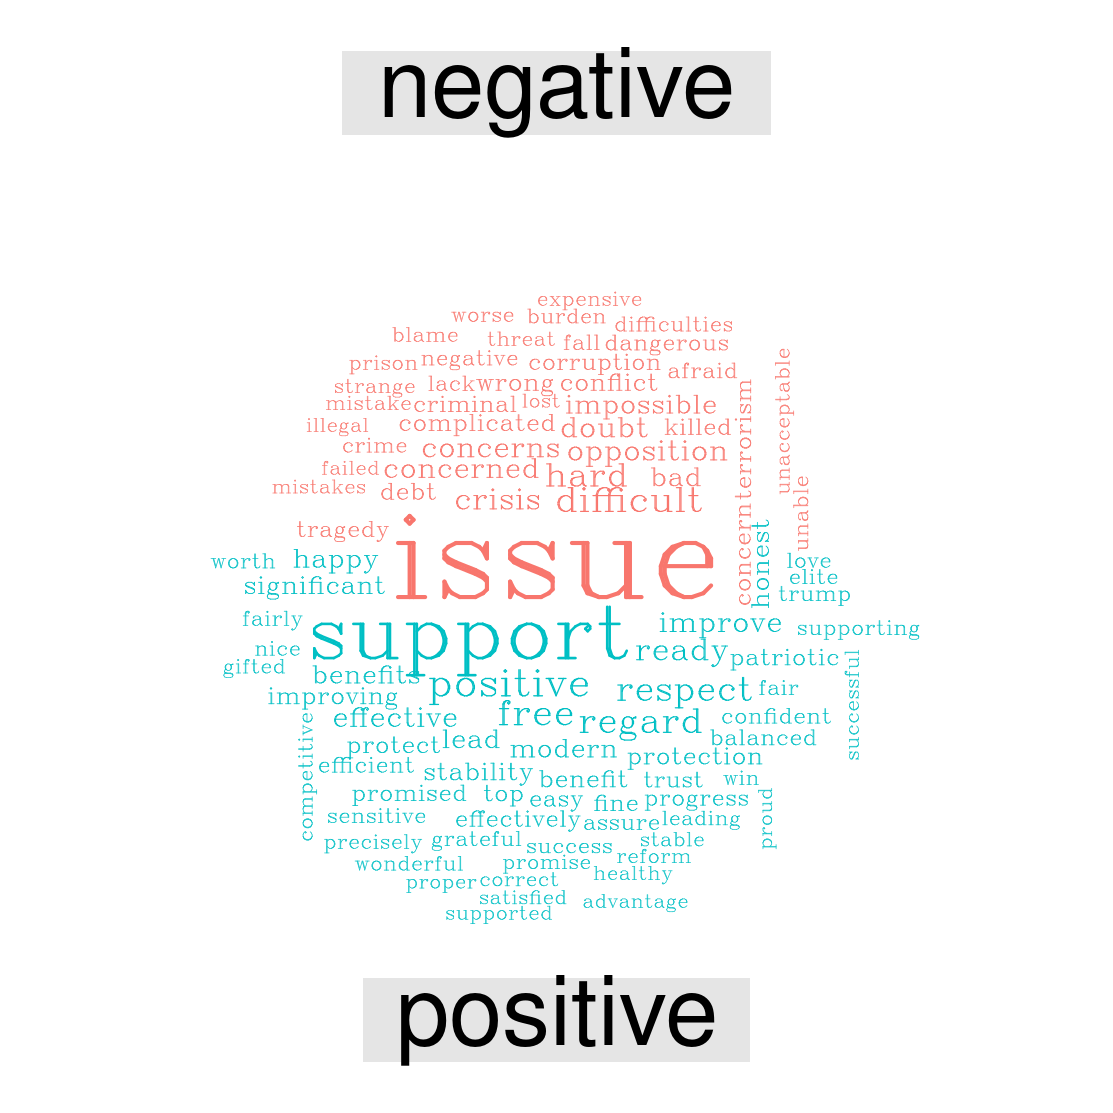 negative
expensive
worse burden difficulties
blame threat fall dangerous
prison negative corruption afraid
strange lack wrong conflict
mistake criminal lost impossible
illegal complicated doubt killed
crime concerns opposition
failed concerned hard bad
mistakes debt crisis difficult
terrorism
unacceptable
unable
concern
tragedy issue
honest
worth happy love
significant elite
trump
fairly support improve supporting
nice ready patriotic
gifted benefits positive respect fair
improving
successful
effective free regard confident
protect lead modern balanced
competitive
efficient stability protection
benefit trust win
promised top easy fine progress
proud
sensitive effectively assure leading
precisely grateful success stable
wonderful promise reform
proper correct healthy
satisfied advantage
supported
positive